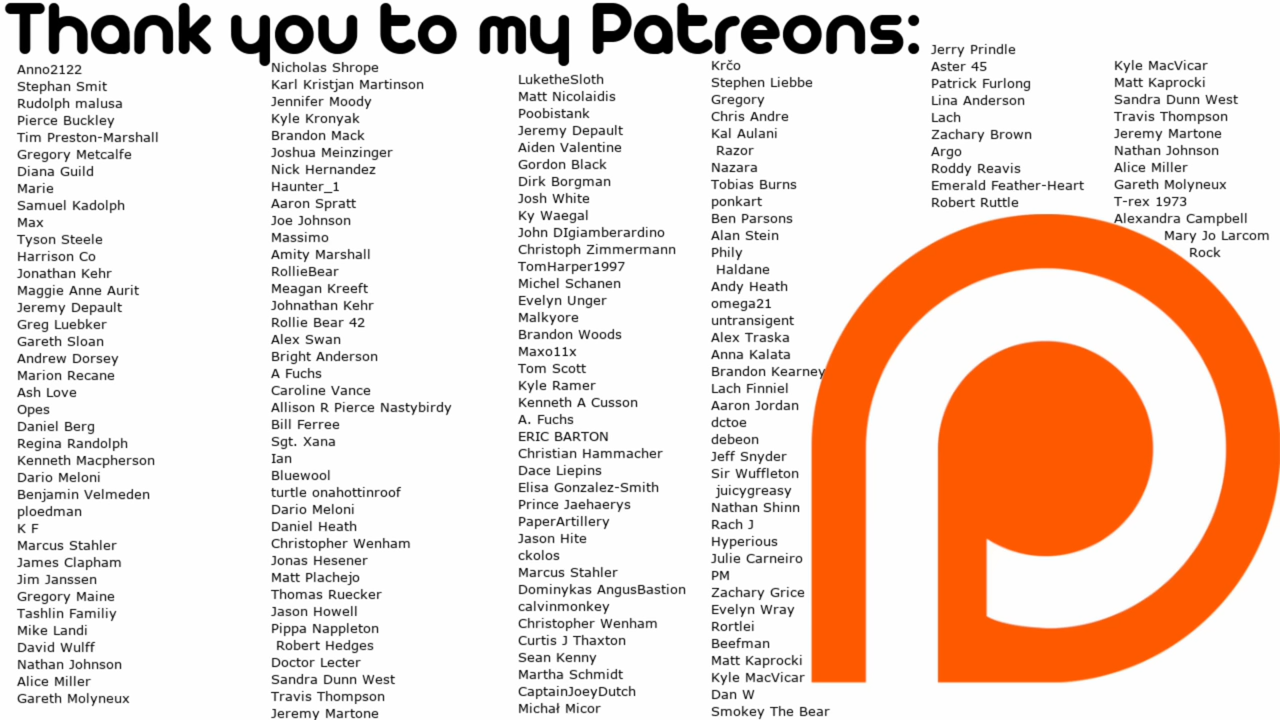 Thank you to my Patreons:
Anno2122
Stephan Smit
Rudolph malusa
Pierce Buckley
Tim Preston-Marshall
Gregory Metcalfe
Diana Guild
Marie
Samuel Kadolph
Max
Tyson Steele
Harrison Co
Jonathan Kehr
Maggie Anne Aurit
Jeremy Depault
Greg Luebker
Gareth Sloan
Andrew Dorsey
Marion Recane
Ash Love
Opes
Daniel Berg
Regina Randolph
Kenneth Macpherson
Dario Meloni
Benjamin Velmeden
ploedman
K F
Marcus Stahler
James Clapham
Jim Janssen
Gregory Maine
Tashlin Familiy
Mike Landi
David Wulff
Nathan Johnson
Alice Miller
Gareth Molyneux
Nicholas Shrope
Karl Kristjan Martinson
Jennifer Moody
Kyle Kronyak
Brandon Mack
Joshua Meinzinger
Nick Hernandez
Haunter_1
Aaron Spratt
Joe Johnson
Massimo
Amity Marshall
RollieBear
Meagan Kreeft
Johnathan Kehr
Rollie Bear 42
Alex Swan
Bright Anderson
A Fuchs
Caroline Vance
Allison R Pierce Nastybirdy
Bill Ferree
Sgt. Xana
Ian
Bluewool
turtle onahottinroof
Dario Meloni
Daniel Heath
Christopher Wenham
Jonas Hesener
Matt Plachejo
Thomas Ruecker
Jason Howell
Pippa Nappleton
Robert Hedges
Doctor Lecter
Sandra Dunn West
Travis Thompson
Jeremy Martone
LuketheSloth
Matt Nicolaidis
Poobistank
Jeremy Depault
Aiden Valentine
Gordon Black
Dirk Borgman
Josh White
Ky Waegal
John DIgiamberardino
Christoph Zimmermann
TomHarper1997
Michel Schanen
Evelyn Unger
Malkyore
Brandon Woods
Maxo11x
Tom Scott
Kyle Ramer
Kenneth A Cusson
A. Fuchs
ERIC BARTON
Christian Hammacher
Dace Liepins
Elisa Gonzalez-Smith
Prince Jaehaerys
PaperArtillery
Jason Hite
ckolos
Marcus Stahler
Dominykas AngusBastion
calvinmonkey
Christopher Wenham
Curtis J Thaxton
Sean Kenny
Martha Schmidt
CaptainJoeyDutch
Michał Micor
Krčo
Stephen Liebbe
Gregory
Chris Andre
Kal Aulani
Razor
Nazara
Tobias Burns
ponkart
Ben Parsons
Alan Stein
Phily
Haldane
Andy Heath
omega21
untransigent
Alex Traska
Anna Kalata
Brandon Kearney
Lach Finniel
Aaron Jordan
dctoe
debeon
Jeff Snyder
Sir Wuffleton
juicygreasy
Nathan Shinn
Rach J
Hyperious
Julie Carneiro
PM
Zachary Grice
Evelyn Wray
Rortlei
Beefman
Matt Kaprocki
Kyle MacVicar
Dan W
Smokey The Bear
Jerry Prindle
Aster 45
Patrick Furlong
Lina Anderson
Lach
Zachary Brown
Argo
Roddy Reavis
Emerald Feather-Heart
Robert Ruttle
Kyle MacVicar
Matt Kaprocki
Sandra Dunn West
Travis Thompson
Jeremy Martone
Nathan Johnson
Alice Miller
Gareth Molyneux
T-rex 1973
Alexandra Campbell
Mary Jo Larcom
Rock